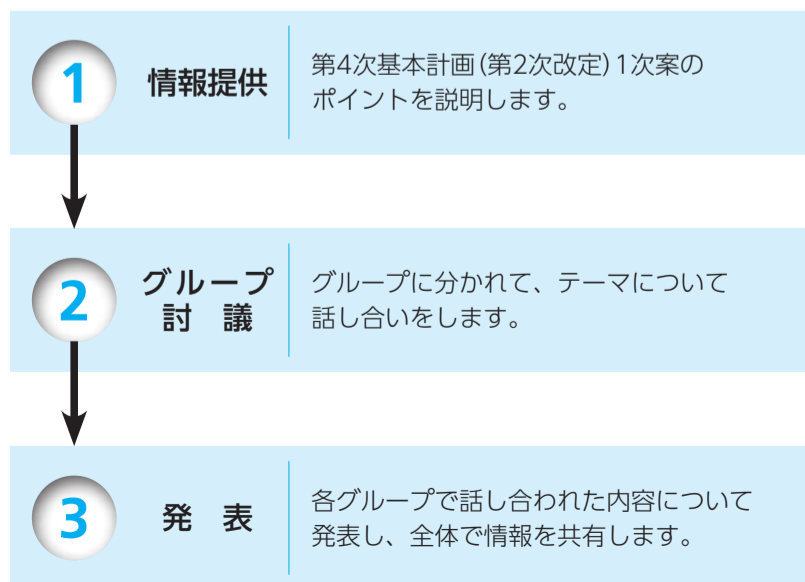 1
情報提供
第4次基本計画(第2次改定)1次案の
ポイントを説明します。
2
グループ
討　議
グループに分かれて、テーマについて
話し合いをします。
3
発　表
各グループで話し合われた内容について
発表し、全体で情報を共有します。